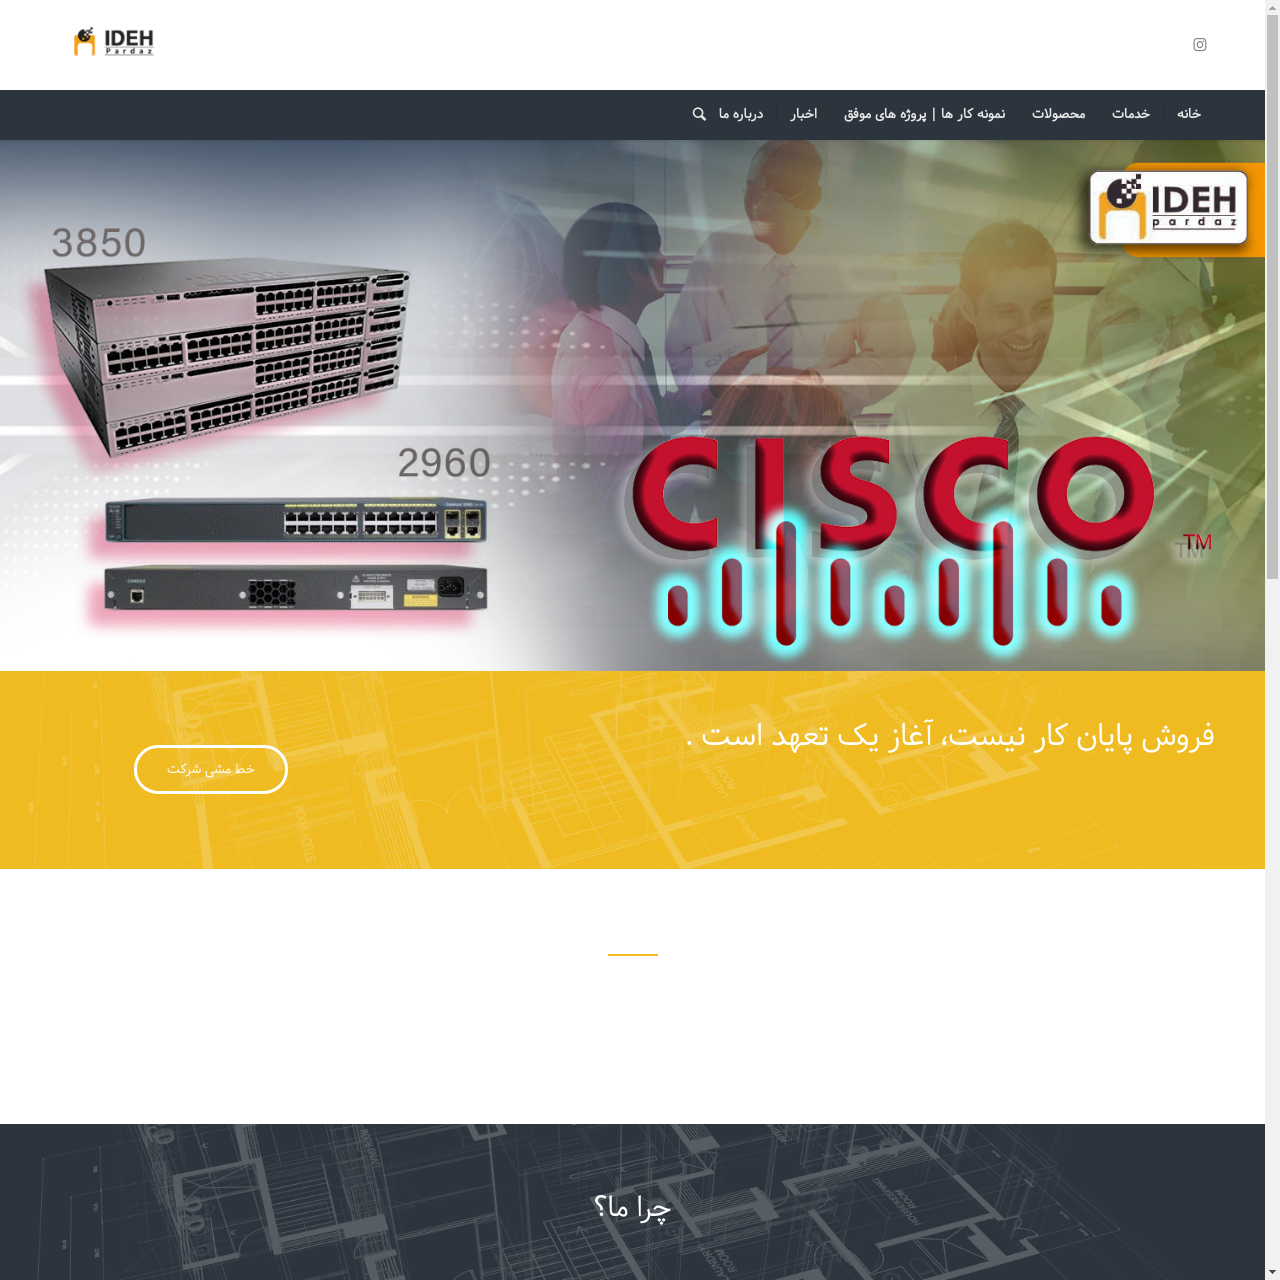 IDEH
Pardaz
خانه
خدمات
محصولات
نمونه کار ها | پروژه های موفق
اخبار
درباره ما
IDEH
pardaz
3850
2960
CISCO
TM
فروش پایان کار نیست، آغاز یک تعهد است .
خط مشی شرکت
چرا ما؟